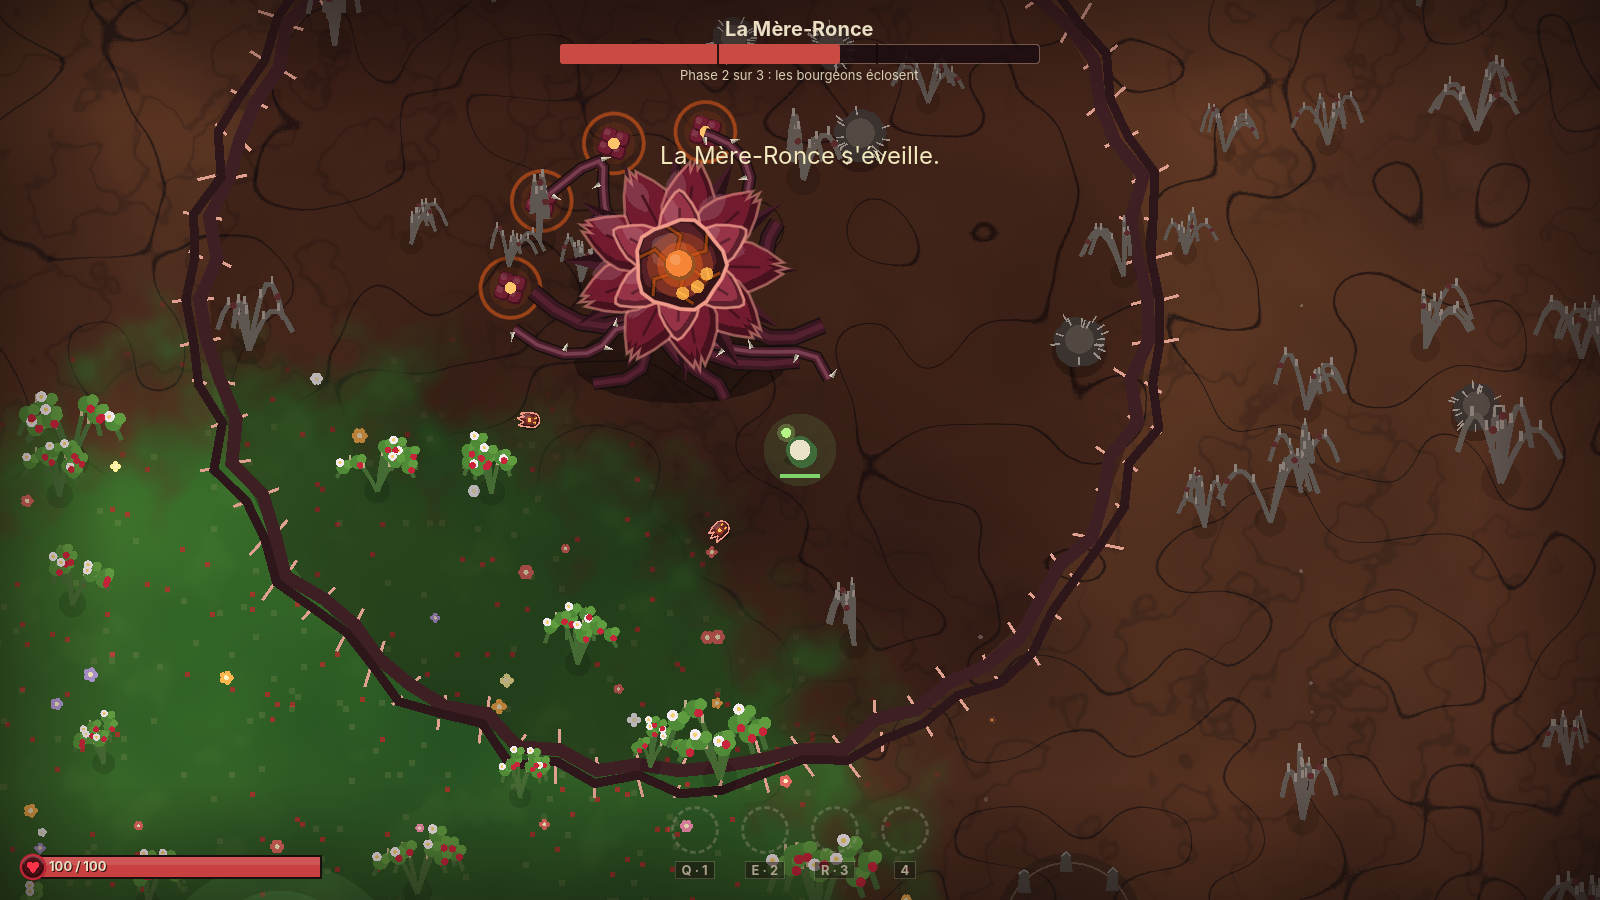 La Mère-Ronce
Phase 2 sur 3 : les bourgeons éclosent
La Mère-Ronce s'éveille.
100 / 100
Q · 1
E · 2
R · 3
4